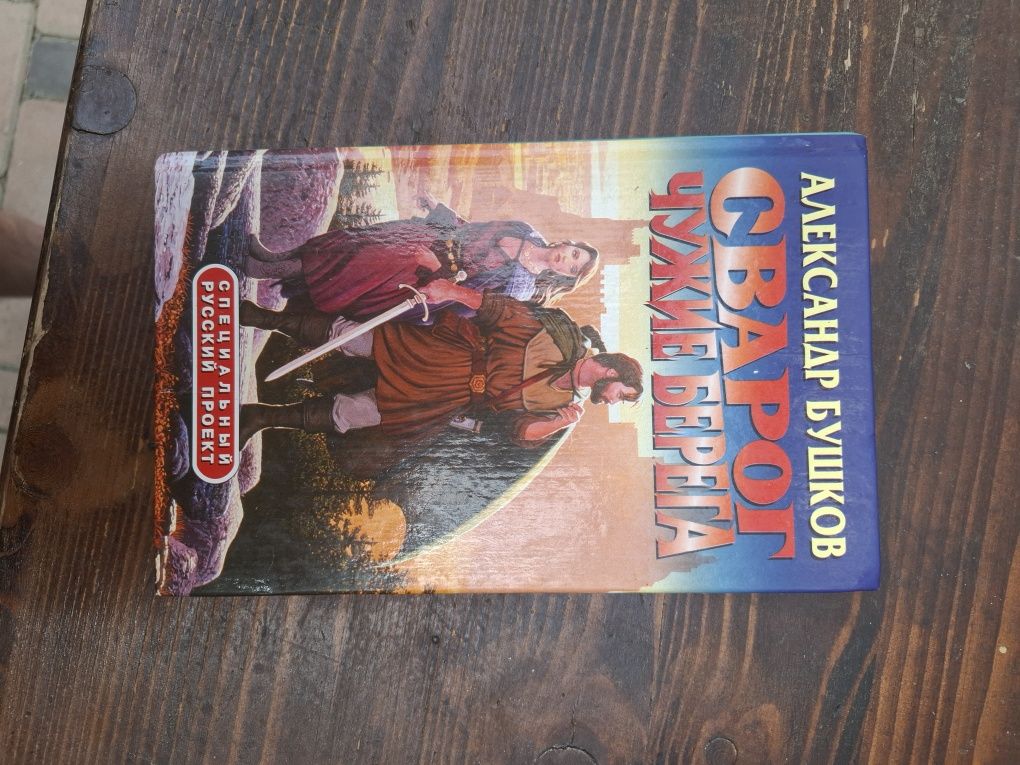 АЛЕКСАНДР БУШКОВ
СВАРОГ
ЧУЖИЕ БЕРЕГА
СПЕЦИАЛЬНЫЙ
РУССКИЙ ПРОЕКТ